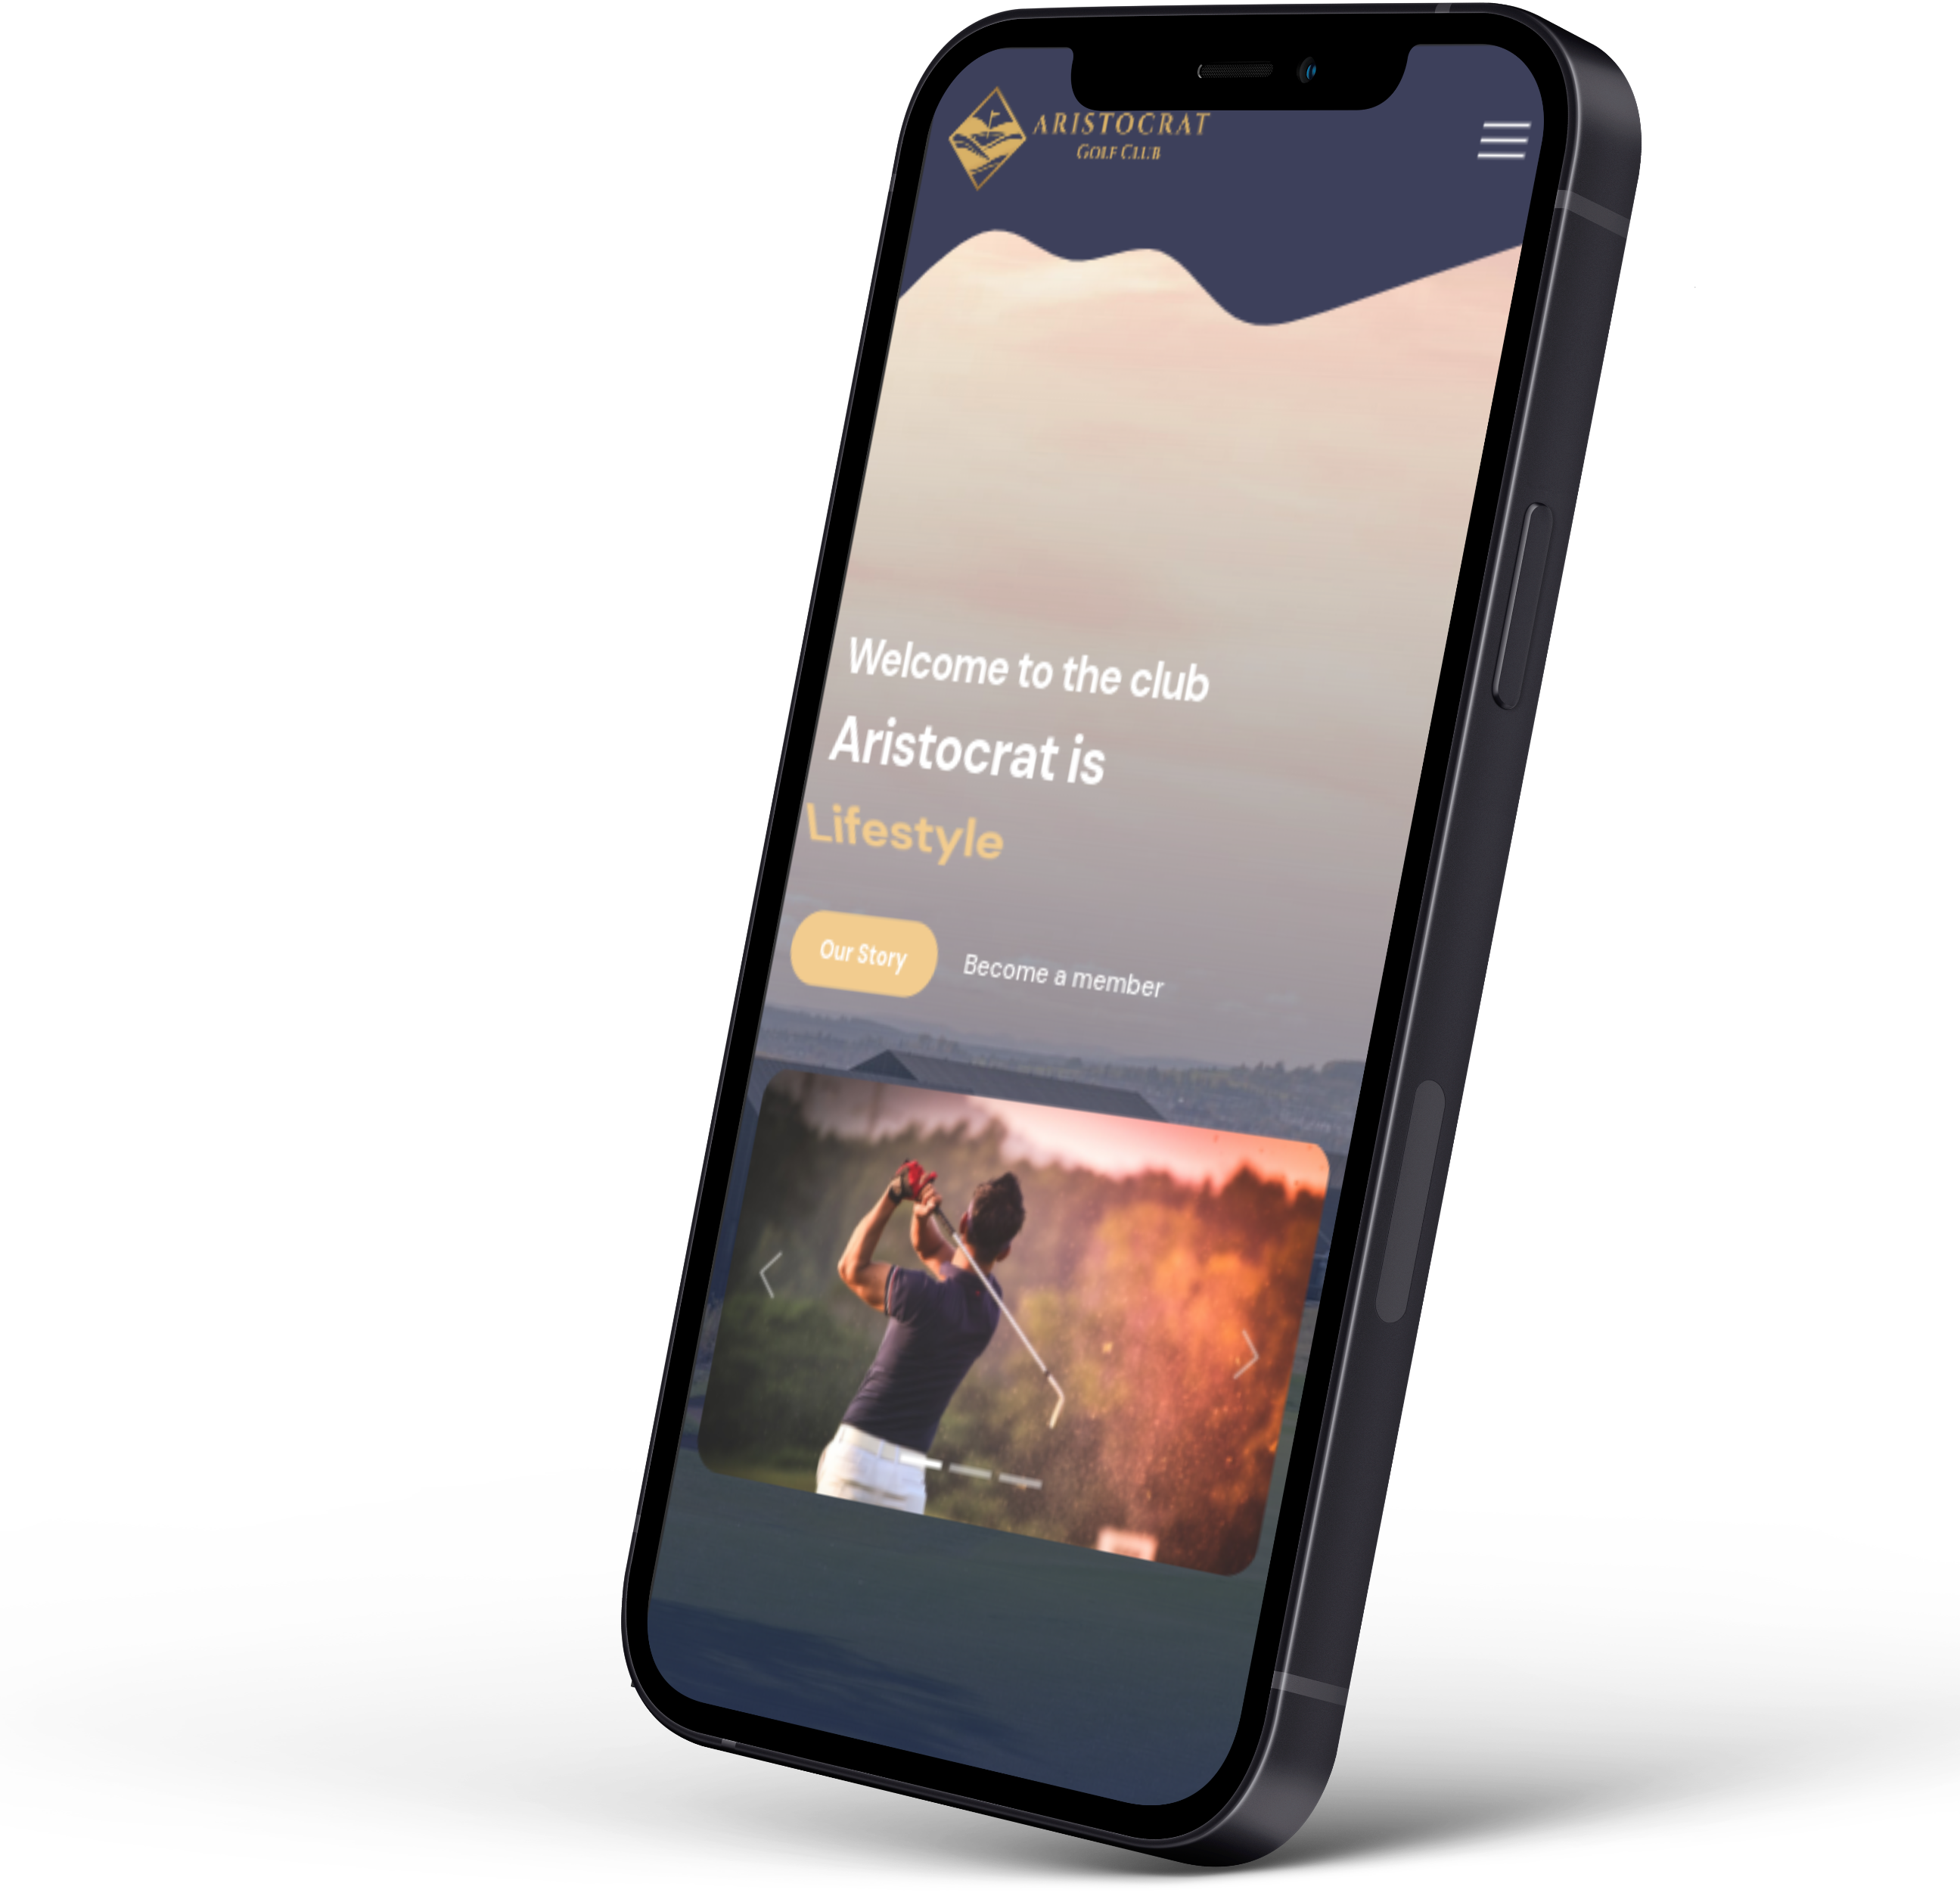 ARISTOCRAT
GOLF CLUB
Welcome to the club
Aristocrat is
Lifestyle
Our Story
Become a member